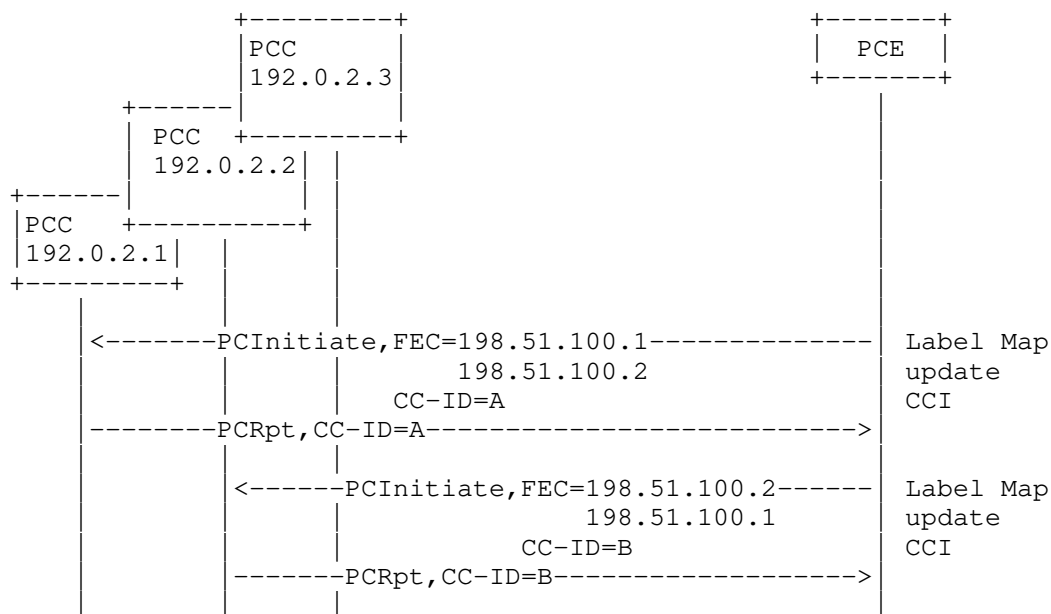 PCC
PCE
192.0.2.3
PCC
192.0.2.2
PCC
192.0.2.1
<-------PCInitiate,FEC=198.51.100.1-------------- Label Map
198.51.100.2 update
CC-ID=A CCI
--------PCRpt,CC-ID=A--------------------------->
<------PCInitiate,FEC=198.51.100.2------ Label Map
198.51.100.1 update
CC-ID=B CCI
-------PCRpt,CC-ID=B------------------->